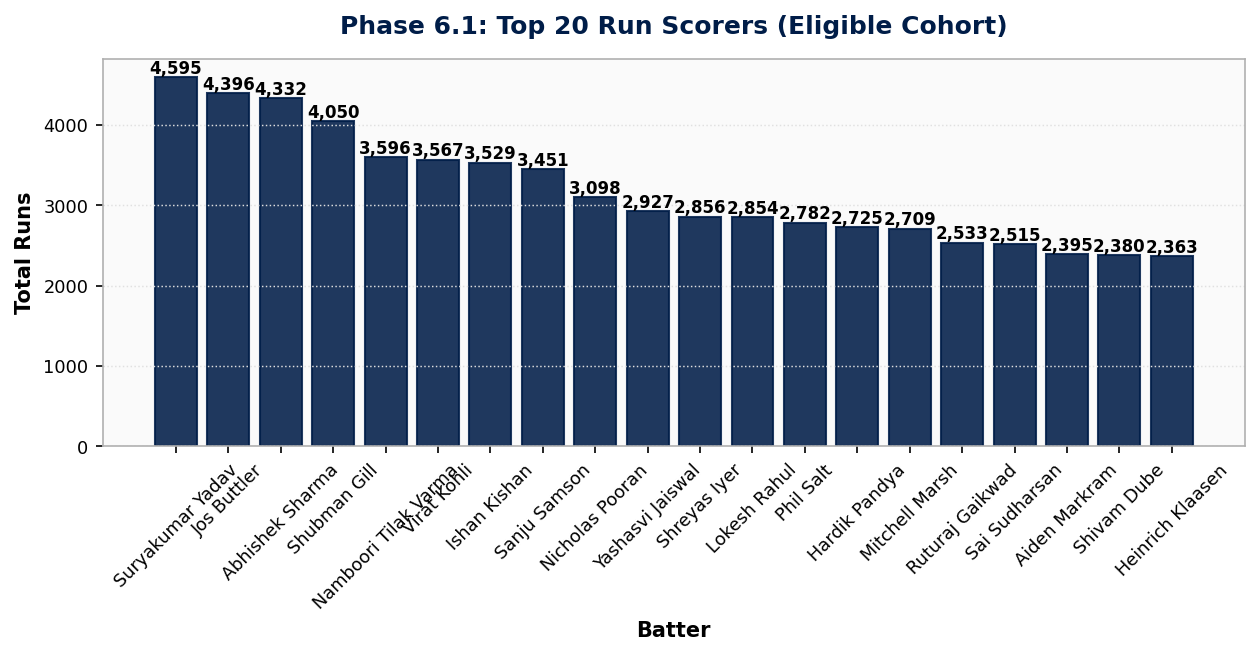 Phase 6.1: Top 20 Run Scorers (Eligible Cohort)
Total Runs
4000
3000
2000
1000
0
4,595
4,396
4,332
4,050
3,596
3,567
3,529
3,451
3,098
2,927
2,856
2,854
2,782
2,725
2,709
2,533
2,515
2,395
2,380
2,363
Suryakumar Yadav
Jos Buttler
Abhishek Sharma
Shubman Gill
Namboori Tilak Varma
Virat Kohli
Ishan Kishan
Sanju Samson
Nicholas Pooran
Yashasvi Jaiswal
Shreyas Iyer
Lokesh Rahul
Phil Salt
Hardik Pandya
Mitchell Marsh
Ruturaj Gaikwad
Sai Sudharsan
Aiden Markram
Shivam Dube
Heinrich Klaasen
Batter